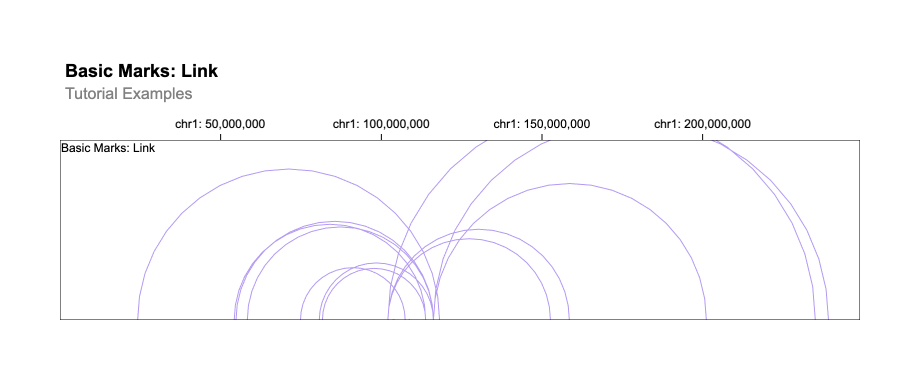 Basic Marks: Link
Tutorial Examples
chr1: 50,000,000 chr1: 100,000,000 chr1: 150,000,000 chr1: 200,000,000
Basic Marks: Link